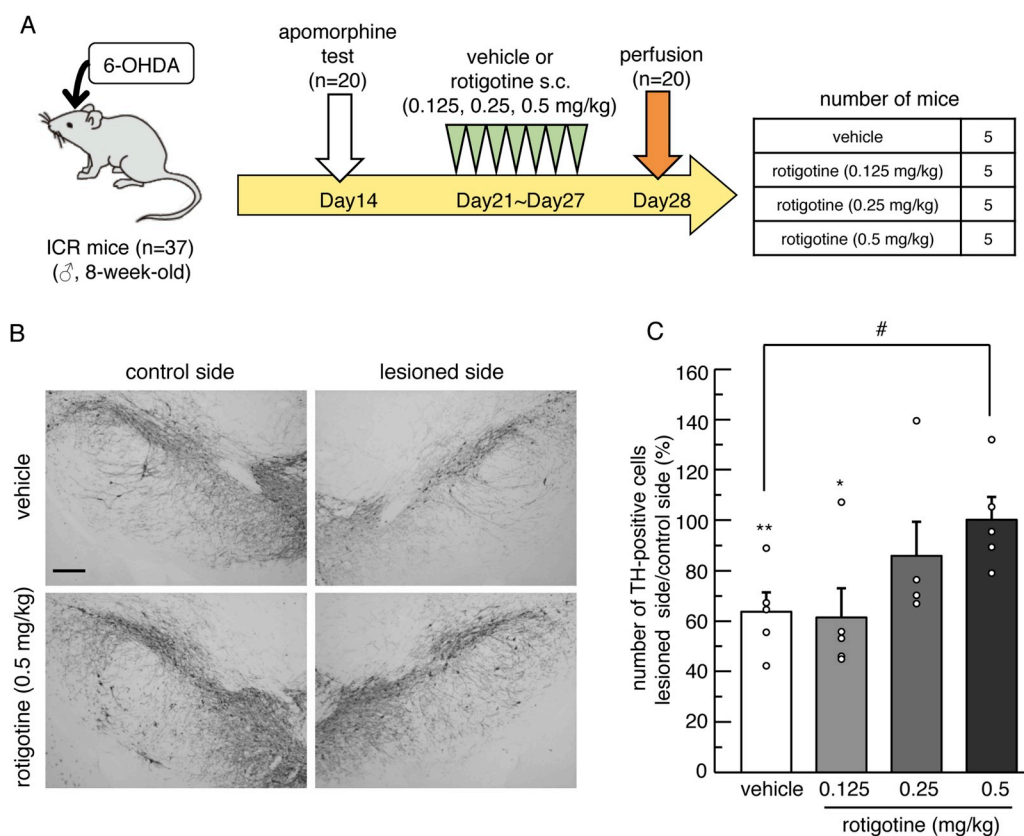 A
6-OHDA
ICR mice (n=37)
(♂, 8-week-old)
apomorphine
test
(n=20)
vehicle or
rotigotine s.c.
(0.125, 0.25, 0.5 mg/kg)
perfusion
(n=20)
Day14
Day21~Day27
Day28
number of mice
vehicle 5
rotigotine (0.125 mg/kg) 5
rotigotine (0.25 mg/kg) 5
rotigotine (0.5 mg/kg) 5
B
control side
lesioned side
vehicle
rotigotine (0.5 mg/kg)
C
number of TH-positive cells
lesioned side/control side (%)
160
140
120
100
80
60
40
20
0
**
*
#
vehicle 0.125 0.25 0.5
rotigotine (mg/kg)